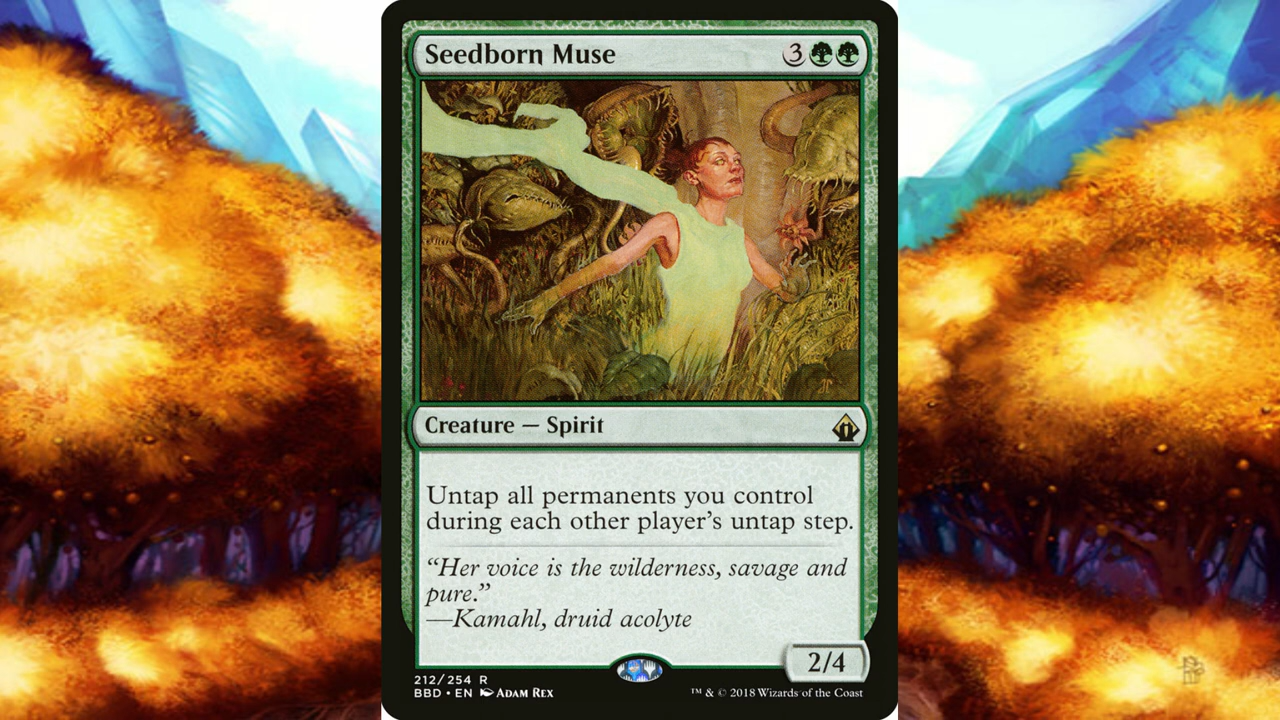 Seedborn Muse 3
Creature — Spirit
Untap all permanents you control
during each other player’s untap step.
“Her voice is the wilderness, savage and
pure.”
—Kamahl, druid acolyte
2/4
212/254 R
BBD • EN Adam Rex
™ & © 2018 Wizards of the Coast